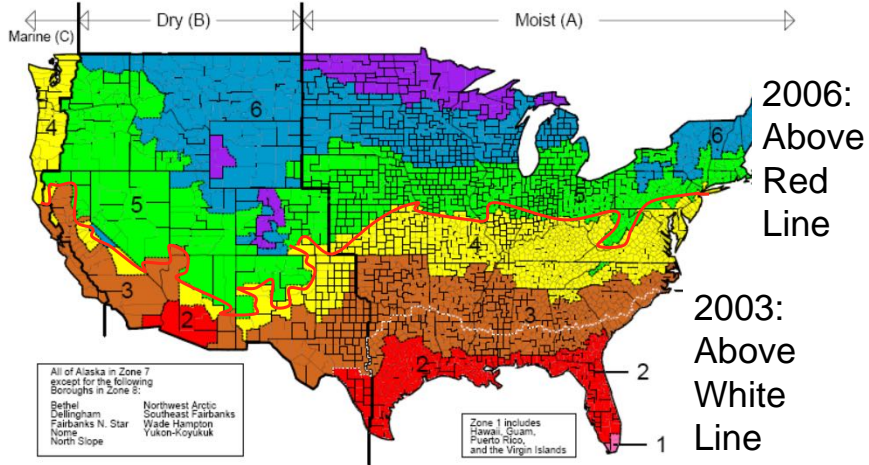 Marine (C)
Dry (B)
Moist (A)
4
6
7
6
5
5
4
3
3
2
2
2
1
2006:
Above
Red
Line
2003:
Above
White
Line
All of Alaska in Zone 7
except for the following
Boroughs in Zone 8:
Bethel Northwest Arctic
Dellingham Southeast Fairbanks
Fairbanks N. Star Wade Hampton
Nome Yukon-Koyukuk
North Slope
Zone 1 includes
Hawaii, Guam,
Puerto Rico,
and the Virgin Islands